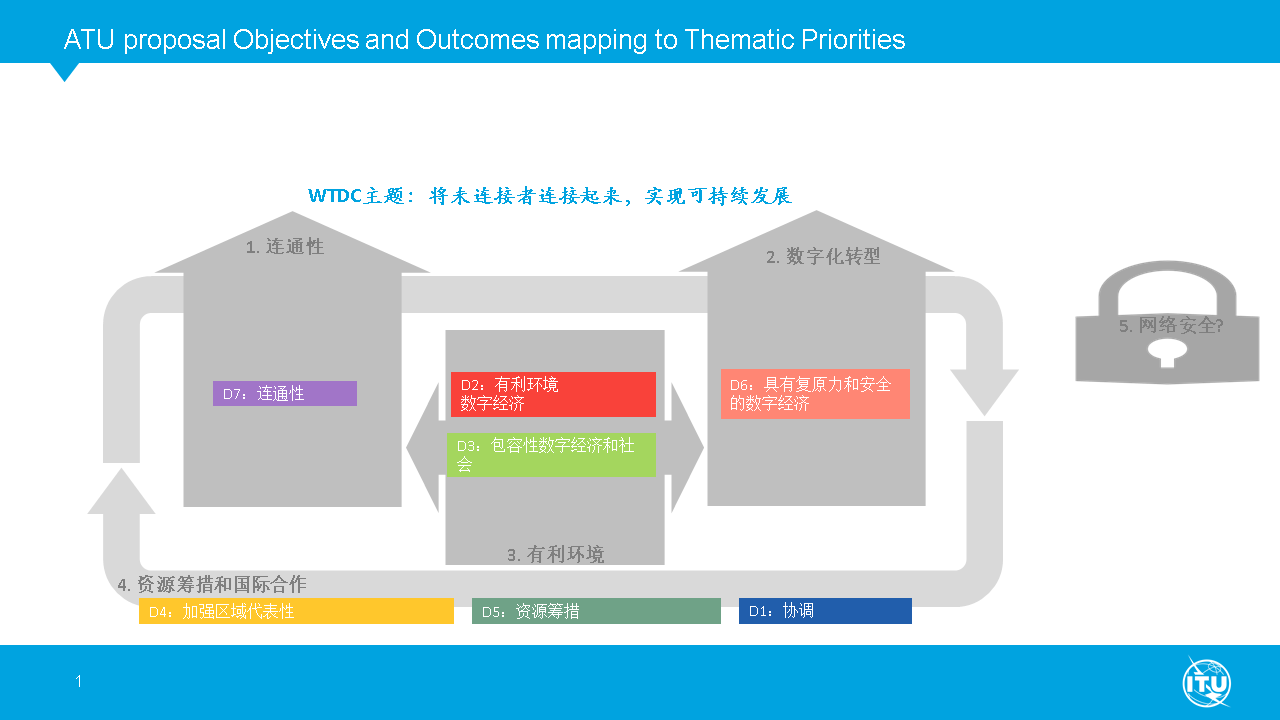 ATU proposal Objectives and Outcomes mapping to Thematic Priorities
WTDC主题：将未连接者连接起来，实现可持续发展
1. 连通性
2. 数字化转型
5. 网络安全?
D7：连通性
D2：有利环境
数字经济
D6：具有复原力和安全
的数字经济
D3：包容性数字经济和社
会
3. 有利环境
4. 资源筹措和国际合作
D4：加强区域代表性
D5：资源筹措
D1：协调
1
ITU